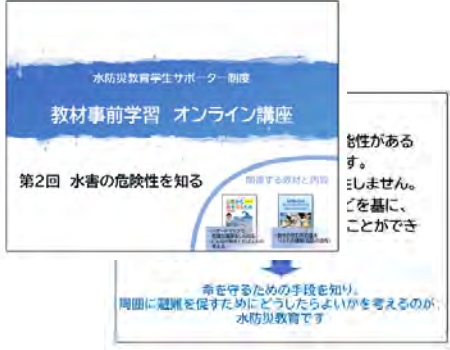 水防災教育学生サポーター制度
教材事前学習 オンライン講座
第2回 水害の危険性を知る
関連する教材と内容
能性がある
す。
ましません。
どを基に、
ことができ
命を守るための手段を知り、
周囲に避難を促すためにどうしたらよいかを考えるのが、
水防災教育です